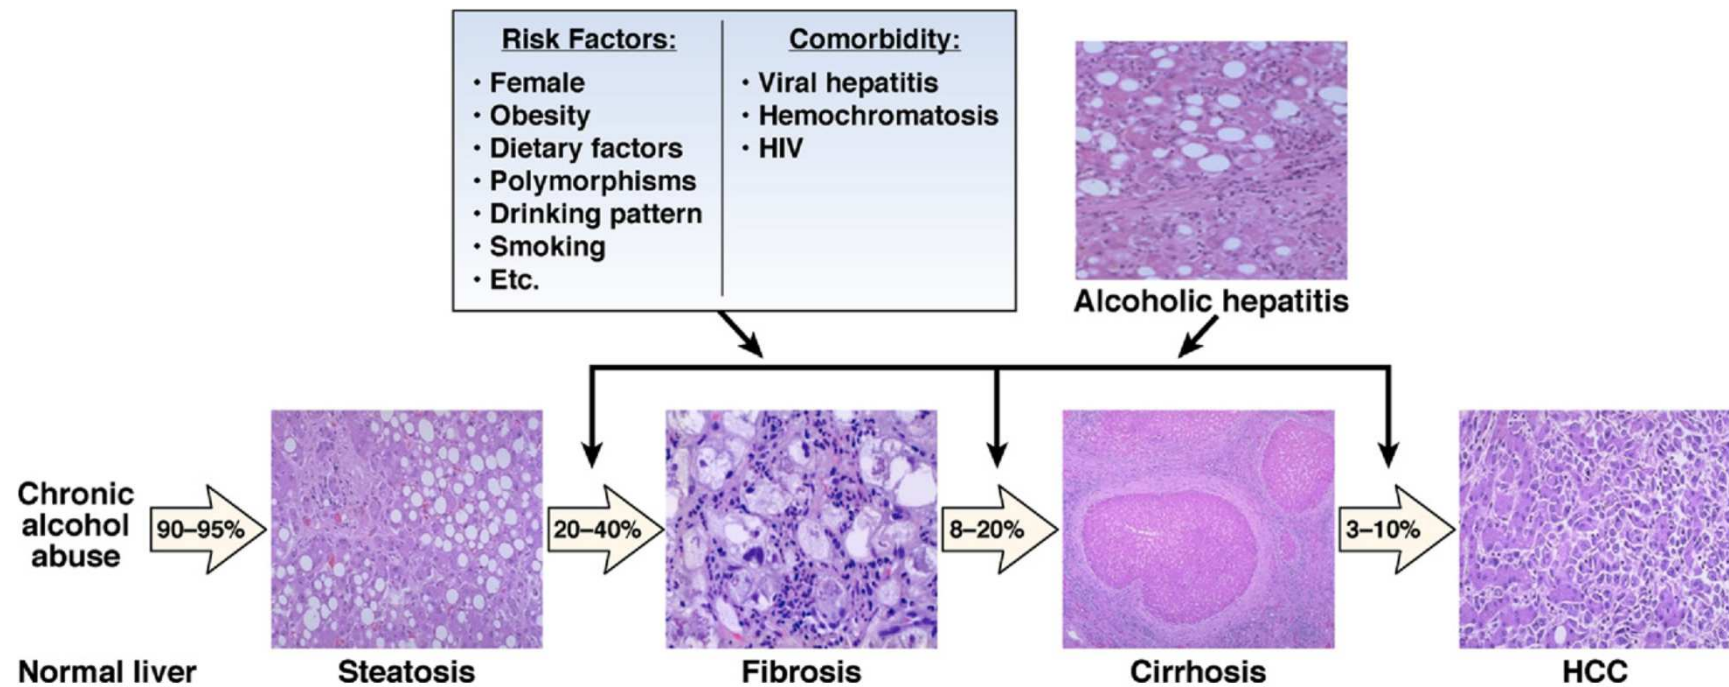 Risk Factors:
· Female
· Obesity
· Dietary factors
· Polymorphisms
· Drinking pattern
· Smoking
· Etc.
Comorbidity:
· Viral hepatitis
· Hemochromatosis
· HIV
Alcoholic hepatitis
Chronic
alcohol
abuse
90–95%
20–40%
8–20%
3–10%
Normal liver
Steatosis
Fibrosis
Cirrhosis
HCC